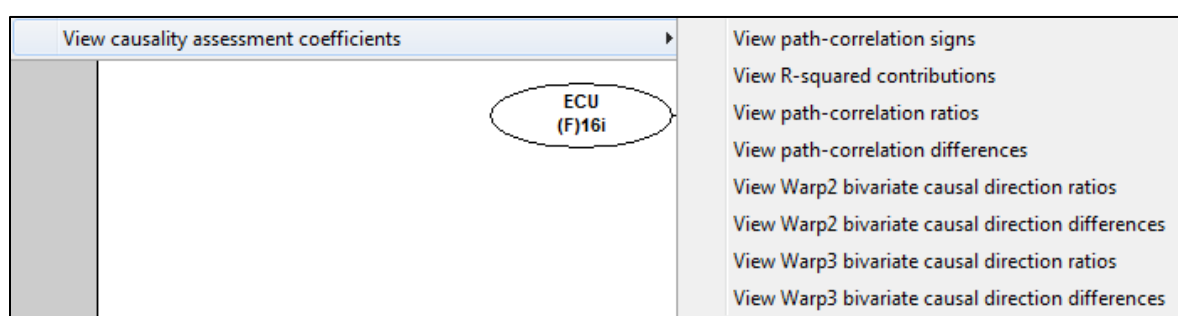 View causality assessment coefficients
ECU
(F)16i
View path-correlation signs
View R-squared contributions
View path-correlation ratios
View path-correlation differences
View Warp2 bivariate causal direction ratios
View Warp2 bivariate causal direction differences
View Warp3 bivariate causal direction ratios
View Warp3 bivariate causal direction differences